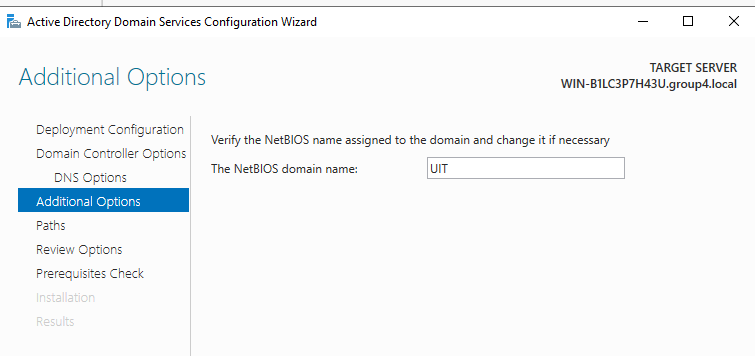 Active Directory Domain Services Configuration Wizard
Additional Options
TARGET SERVER
WIN-B1LC3P7H43U.group4.local
Deployment Configuration
Domain Controller Options
DNS Options
Additional Options
Paths
Review Options
Prerequisites Check
Installation
Results
Verify the NetBIOS name assigned to the domain and change it if necessary
The NetBIOS domain name: UIT